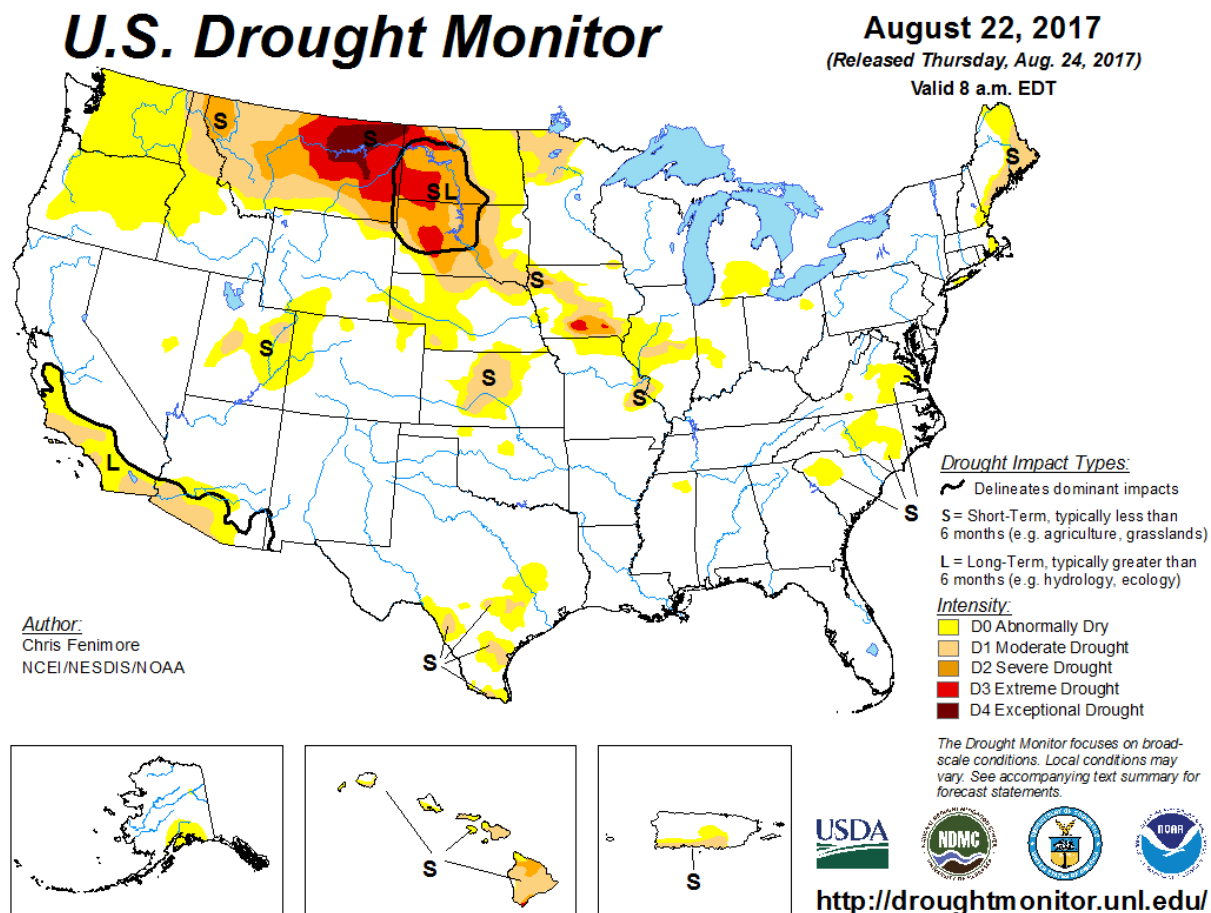 U.S. Drought Monitor
August 22, 2017
(Released Thursday, Aug. 24, 2017)
Valid 8 a.m. EDT
S
S
S
S L
S
S
S
S
L
S
S
Drought Impact Types:
Delineates dominant impacts
S = Short-Term, typically less than
6 months (e.g. agriculture, grasslands)
L = Long-Term, typically greater than
6 months (e.g. hydrology, ecology)
Intensity:
D0 Abnormally Dry
D1 Moderate Drought
D2 Severe Drought
D3 Extreme Drought
D4 Exceptional Drought
Author:
Chris Fenimore
NCEI/NESDIS/NOAA
The Drought Monitor focuses on broad-
scale conditions. Local conditions may
vary. See accompanying text summary for
forecast statements.
S
S
USDA
NDMC
NOAA
http://droughtmonitor.unl.edu/